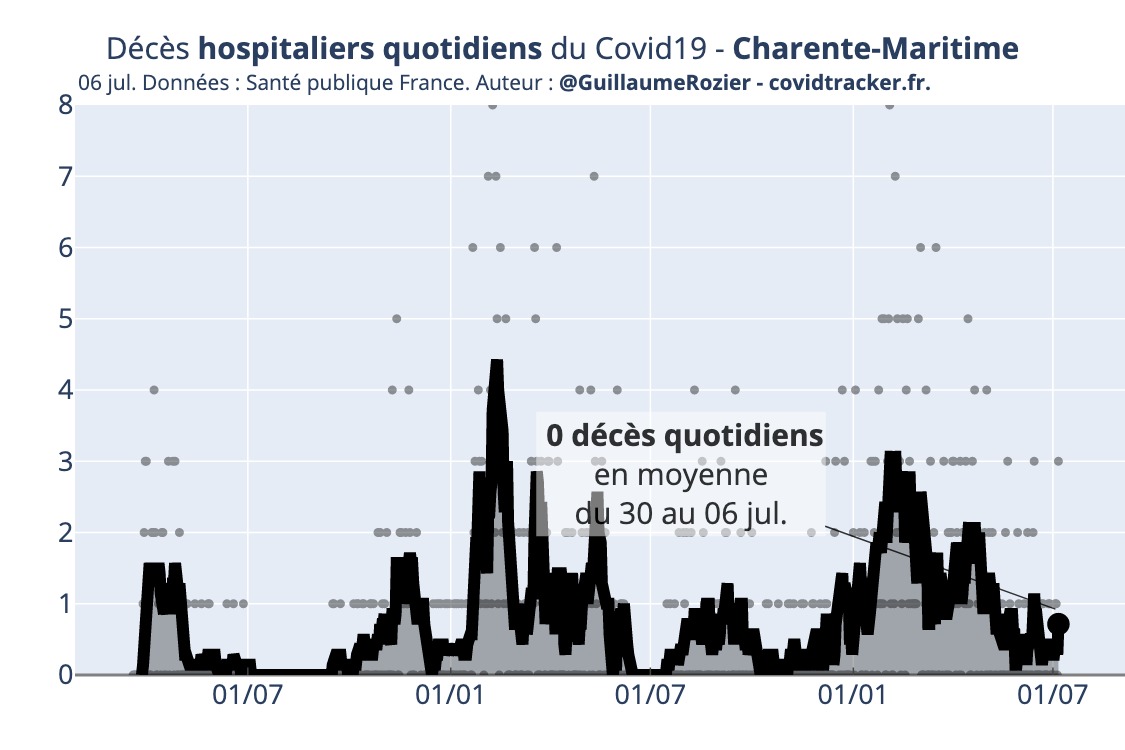 Décès hospitaliers quotidiens du Covid19 - Charente-Maritime
06 jul. Données : Santé publique France. Auteur : @GuillaumeRozier - covidtracker.fr.
8
7
6
5
4
3
2
1
0
0 décès quotidiens
en moyenne
du 30 au 06 jul.
01/07 01/01 01/07 01/01 01/07